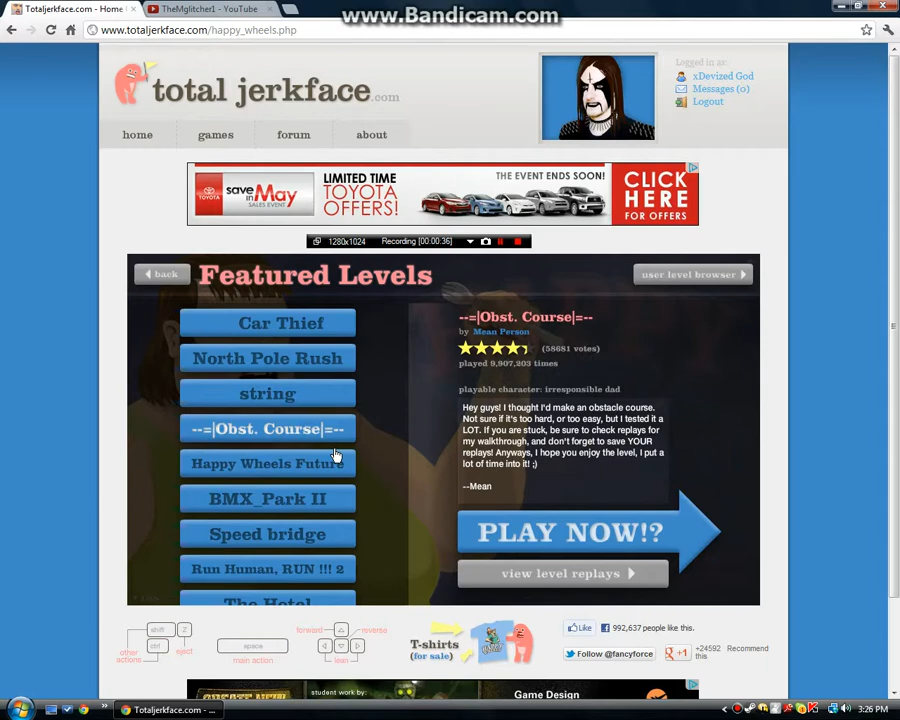 www.Bandicam.com
Totaljerkface.com - Home
TheMglitcher1 - YouTube
www.totaljerkface.com/happy_wheels.php
total jerkface.com
Logged in as:
xDevized God
Messages (0)
Logout
home games forum about
save in May
SALES EVENT
LIMITED TIME
TOYOTA
OFFERS!
THE EVENT ENDS SOON!
CLICK
HERE
FOR OFFERS
TOYOTA
1280x1024 Recording [00:00:36]
back
Featured Levels
user level browser
Car Thief
North Pole Rush
string
--=|Obst. Course|=--
Happy Wheels Future
BMX_Park II
Speed bridge
Run Human, RUN !!! 2
The Hotel
--=|Obst. Course|=--
by Mean Person
(58681 votes)
played 9,907,203 times
playable character: irresponsible dad
Hey guys! I thought I'd make an obstacle course.
Not sure if it's too hard, or too easy, but I tested it a
LOT. If you are stuck, be sure to check replays for
my walkthrough, and don't forget to save YOUR
replays! Anyways, I hope you enjoy the level, I put a
lot of time into it! ;)
--Mean
PLAY NOW!?
view level replays
shift Z
ctrl
other
actions
eject
space
main action
forward reverse
lean
T-shirts
(for sale)
Like 992,637 people like this.
Follow @fancyforce
+1 +24592 Recommend
this
student work by:
Game Design
Totaljerkface.com - ...
3:26 PM